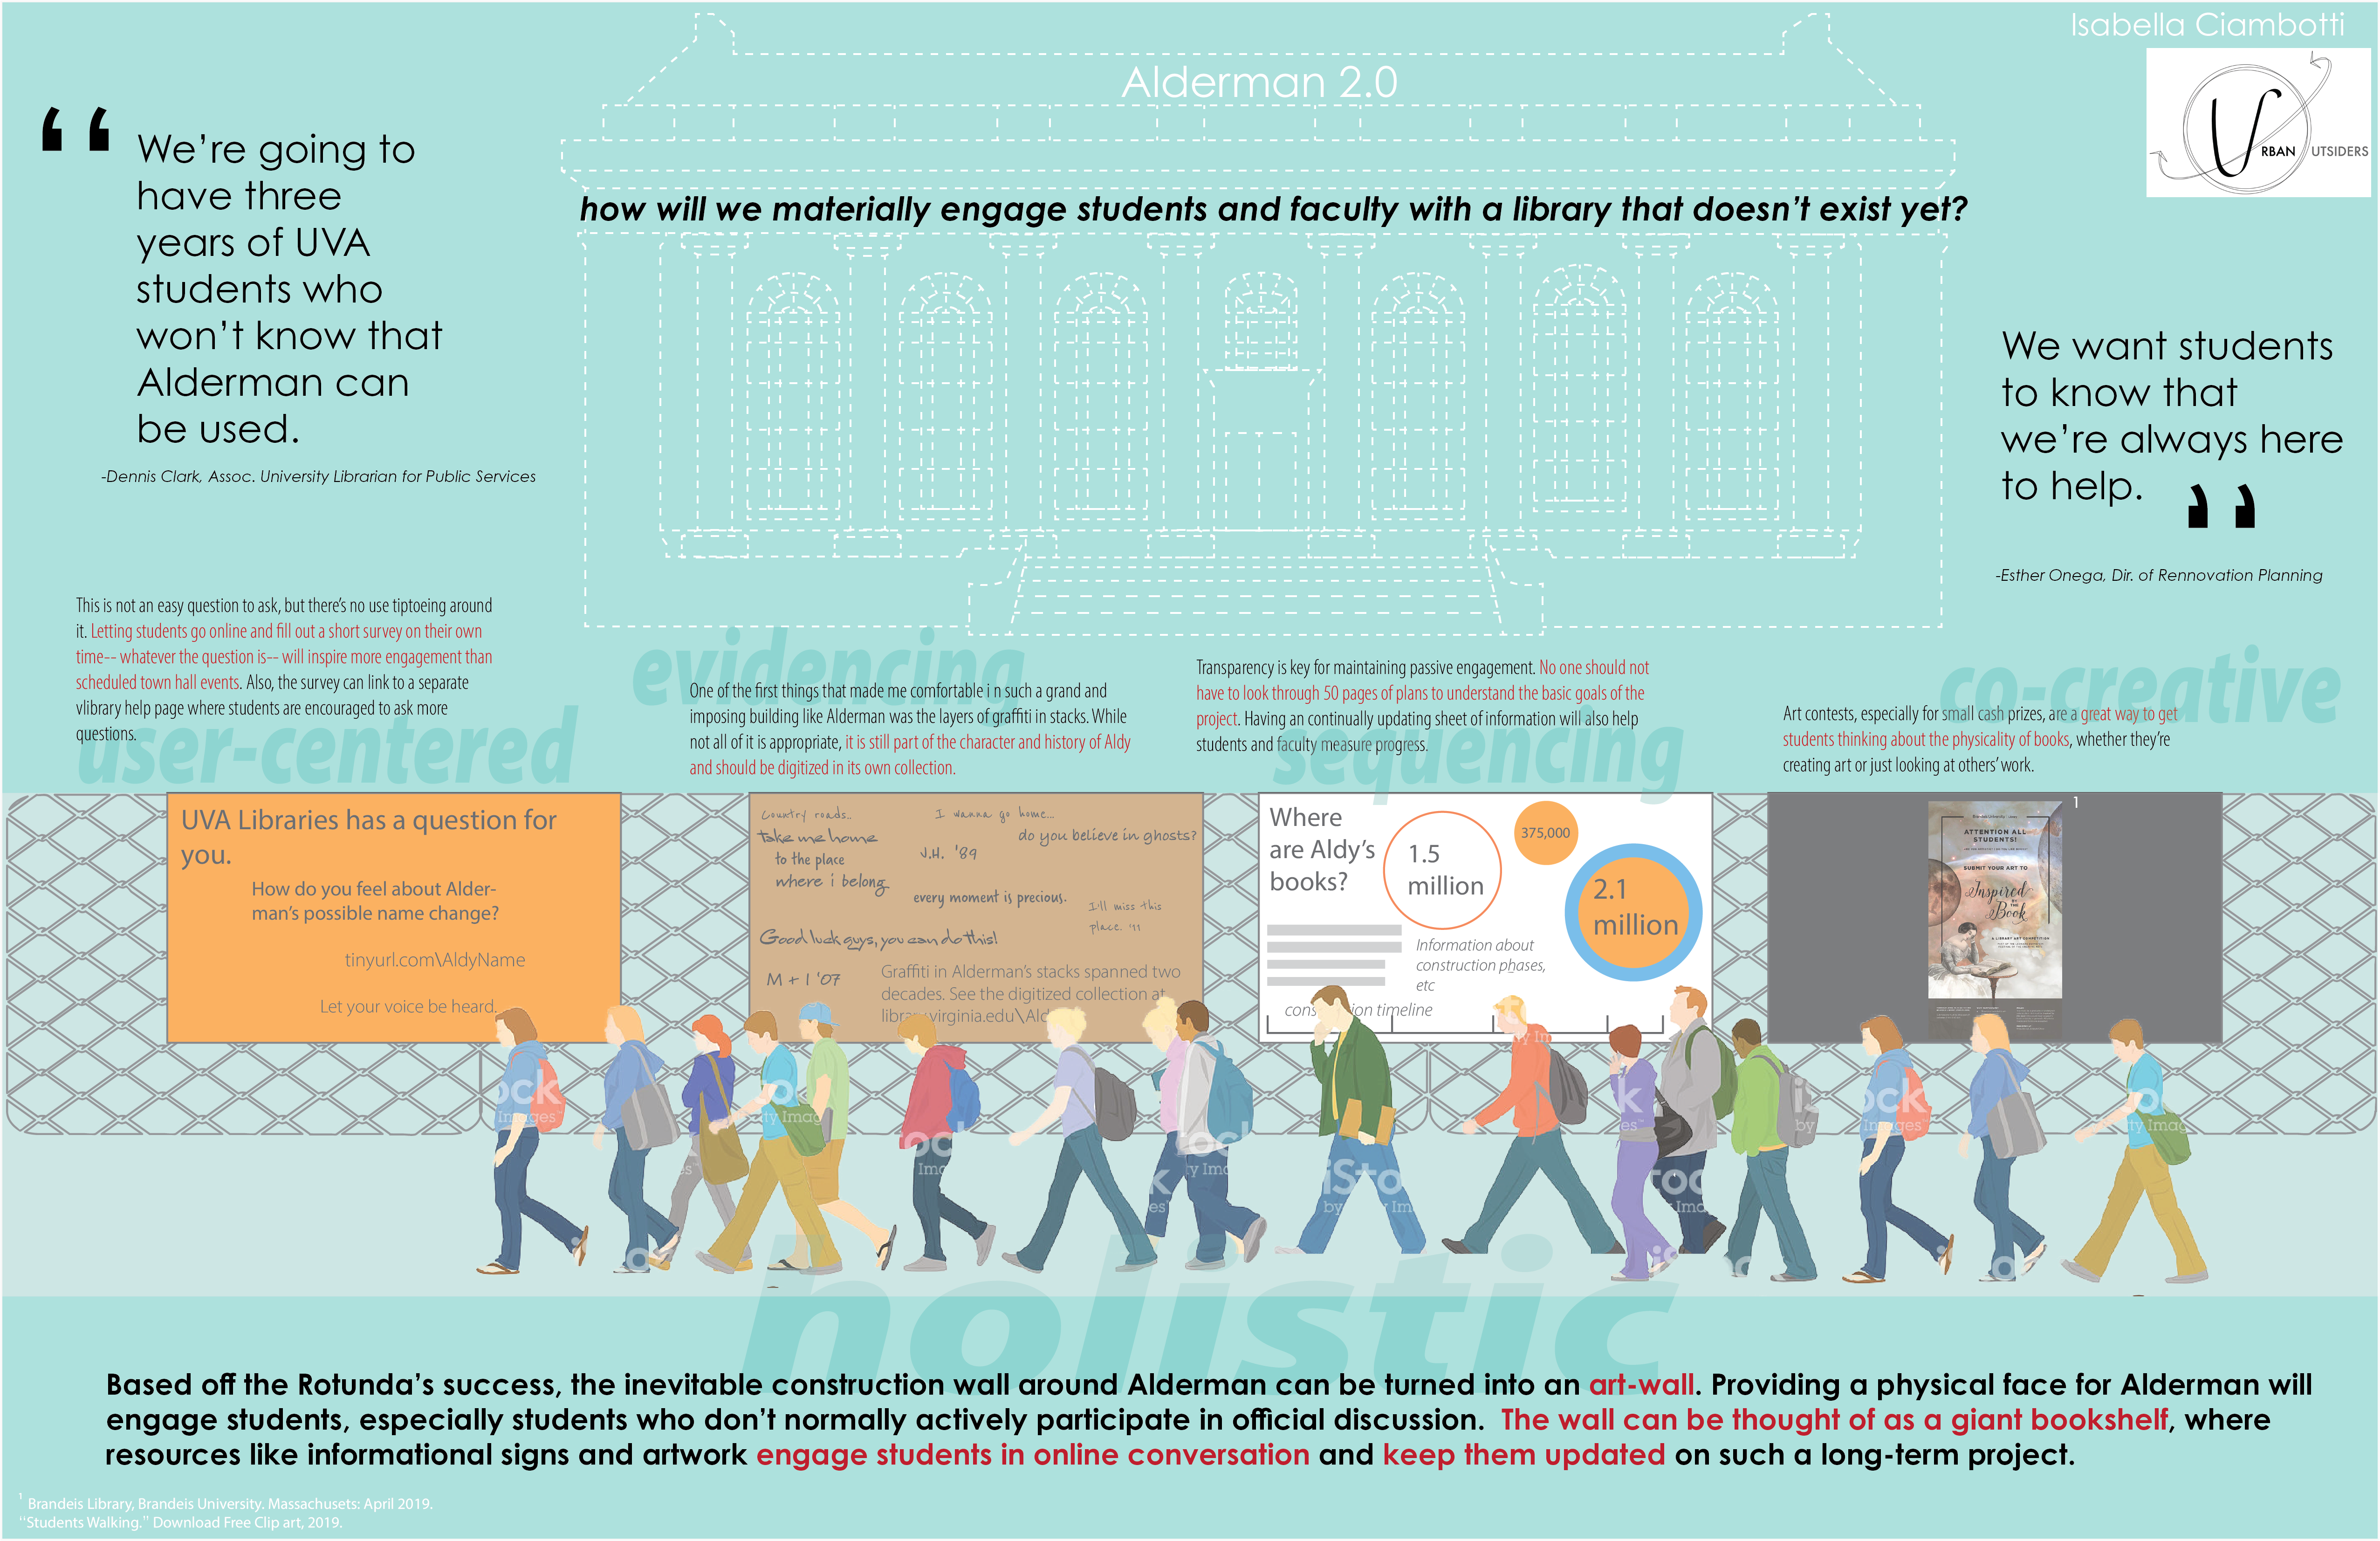 Isabella Ciambotti
URBAN OUTSIDERS
Alderman 2.0
how will we materially engage students and faculty with a library that doesn't exist yet?
“
We're going to
have three
years of UVA
students who
won't know that
Alderman can
be used.
-Dennis Clark, Assoc. University Librarian for Public Services
We want students
to know that
we're always here
to help.
”
-Esther Onega, Dir. of Rennovation Planning
This is not an easy question to ask, but there's no use tiptoeing around
it. Letting students go online and fill out a short survey on their own
time-- whatever the question is-- will inspire more engagement than
scheduled town hall events. Also, the survey can link to a separate
vlibrary help page where students are encouraged to ask more
questions.
user-centered
evidencing
One of the first things that made me comfortable i n such a grand and
imposing building like Alderman was the layers of graffiti in stacks. While
not all of it is appropriate, it is still part of the character and history of Aldy
and should be digitized in its own collection.
Transparency is key for maintaining passive engagement. No one should not
have to look through 50 pages of plans to understand the basic goals of the
project. Having an continually updating sheet of information will also help
students and faculty measure progress.
sequencing
co-creative
Art contests, especially for small cash prizes, are a great way to get
students thinking about the physicality of books, whether they're
creating art or just looking at others' work.
UVA Libraries has a question for
you.
How do you feel about Alder-
man's possible name change?
tinyurl.com\AldyName
Let your voice be heard.
Country roads..
take me home
to the place
where i belong
I wanna go home...
do you believe in ghosts?
J.H. '89
every moment is precious.
I'll miss this
place. '11
Good luck guys, you can do this!
M + I '07
Graffiti in Alderman's stacks spanned two
decades. See the digitized collection at
library.virginia.edu\Ald
Where
are Aldy's
books?
1.5
million
375,000
2.1
million
Information about
construction phases,
etc
construction timeline
1
ATTENTION ALL
STUDENTS!
SUBMIT YOUR ART TO
Inspired
BY THE
Book
A LIBRARY ART COMPETITION
iStock
by Getty Images
holistic
Based off the Rotunda's success, the inevitable construction wall around Alderman can be turned into an art-wall. Providing a physical face for Alderman will
engage students, especially students who don't normally actively participate in official discussion. The wall can be thought of as a giant bookshelf, where
resources like informational signs and artwork engage students in online conversation and keep them updated on such a long-term project.
1 Brandeis Library, Brandeis University. Massachusets: April 2019.
"Students Walking." Download Free Clip art, 2019.